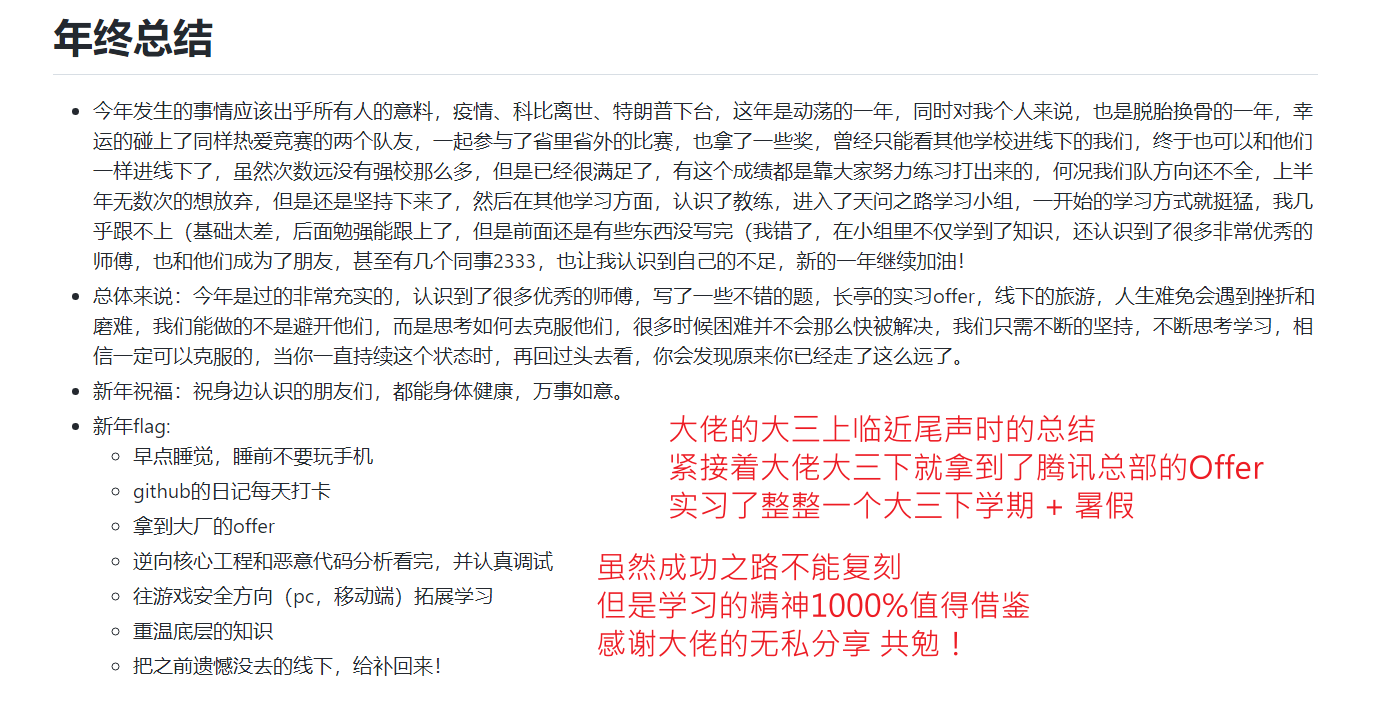 年终总结
今年发生的事情应该出乎所有人的意料，疫情、科比离世、特朗普下台，这年是动荡的一年，同时对我个人来说，也是脱胎换骨的一年，幸
运的碰上了同样热爱竞赛的两个队友，一起参与了省里省外的比赛，也拿了一些奖，曾经只能看其他学校进线下的我们，终于也可以和他们
一样进线下了，虽然次数远没有强校那么多，但是已经很满足了，有这个成绩都是靠大家努力练习打出来的，何况我们队方向还不全，上半
年无数次的想放弃，但是还是坚持下来了，然后在其他学习方面，认识了教练，进入了天问之路学习小组，一开始的学习方式就挺猛，我几
乎跟不上（基础太差，后面勉强能跟上了，但是前面还是有些东西没写完（我错了，在小组里不仅学到了知识，还认识到了很多非常优秀的
师傅，也和他们成为了朋友，甚至有几个同事2333，也让我认识到自己的不足，新的一年继续加油！
总体来说：今年是过的非常充实的，认识到了很多优秀的师傅，写了一些不错的题，长亭的实习offer，线下的旅游，人生难免会遇到挫折和
磨难，我们能做的不是避开他们，而是思考如何去克服他们，很多时候困难并不会那么快被解决，我们只需不断的坚持，不断思考学习，相
信一定可以克服的，当你一直持续这个状态时，再回过头去看，你会发现原来你已经走了这么远了。
新年祝福：祝身边认识的朋友们，都能身体健康，万事如意。
新年flag:
早点睡觉，睡前不要玩手机
github的日记每天打卡
拿到大厂的offer
逆向核心工程和恶意代码分析看完，并认真调试
往游戏安全方向（pc，移动端）拓展学习
重温底层的知识
把之前遗憾没去的线下，给补回来！
大佬的大三上临近尾声时的总结
紧接着大佬大三下就拿到了腾讯总部的Offer
实习了整整一个大三下学期 + 暑假
虽然成功之路不能复刻
但是学习的精神1000%值得借鉴
感谢大佬的无私分享 共勉！